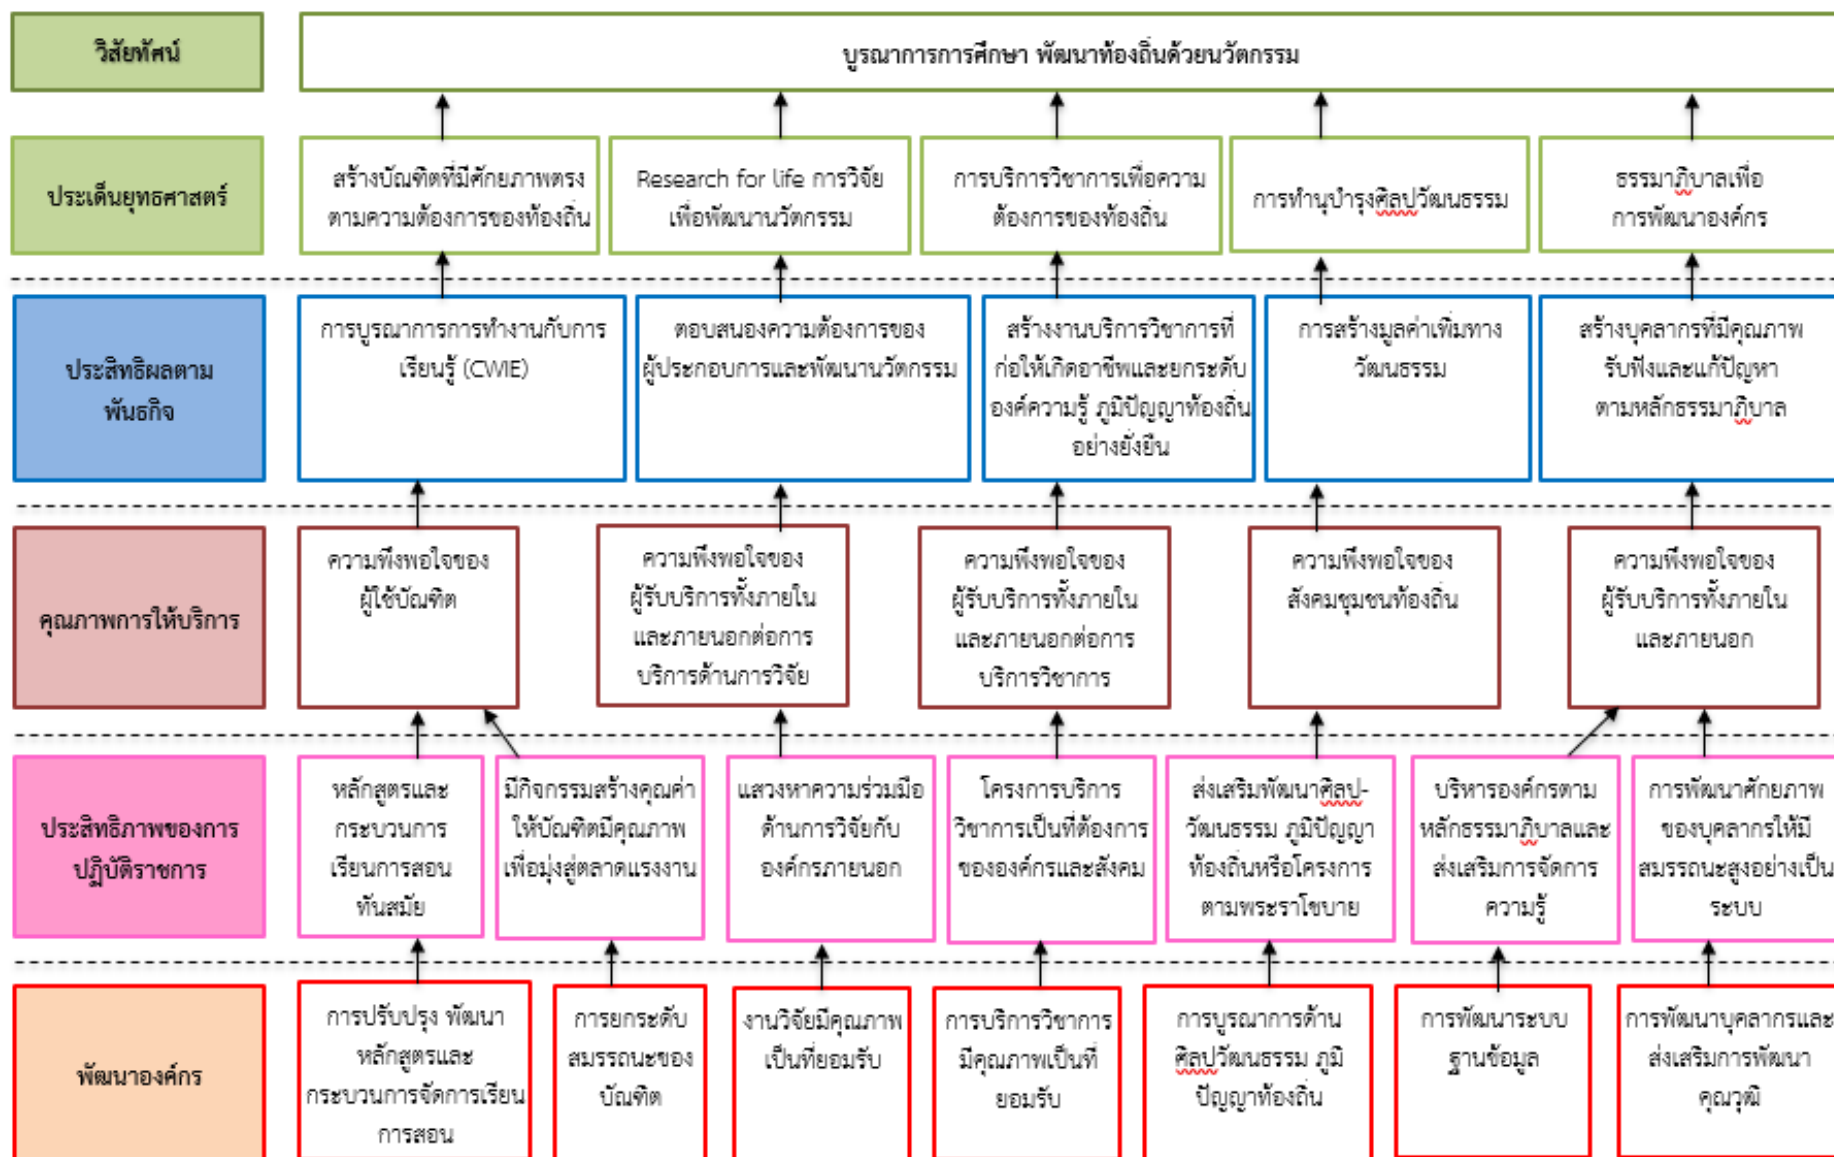 วิสัยทัศน์
บูรณาการการศึกษา พัฒนาท้องถิ่นด้วยนวัตกรรม
ประเด็นยุทธศาสตร์
สร้างบัณฑิตที่มีศักยภาพตรง
ตามความต้องการของท้องถิ่น
Research for life การวิจัย
เพื่อพัฒนานวัตกรรม
การบริการวิชาการเพื่อความ
ต้องการของท้องถิ่น
การทำนุบำรุงศิลปวัฒนธรรม
ธรรมาภิบาลเพื่อ
การพัฒนาองค์กร
ประสิทธิผลตาม
พันธกิจ
การบูรณาการการทำงานกับการ
เรียนรู้ (CWIE)
ตอบสนองความต้องการของ
ผู้ประกอบการและพัฒนานวัตกรรม
สร้างงานบริการวิชาการที่
ก่อให้เกิดอาชีพและยกระดับ
องค์ความรู้ ภูมิปัญญาท้องถิ่น
อย่างยั่งยืน
การสร้างมูลค่าเพิ่มทาง
วัฒนธรรม
สร้างบุคลากรที่มีคุณภาพ
รับฟังและแก้ปัญหา
ตามหลักธรรมาภิบาล
คุณภาพการให้บริการ
ความพึงพอใจของ
ผู้ใช้บัณฑิต
ความพึงพอใจของ
ผู้รับบริการทั้งภายใน
และภายนอกต่อการ
บริการด้านการวิจัย
ความพึงพอใจของ
ผู้รับบริการทั้งภายใน
และภายนอกต่อการ
บริการวิชาการ
ความพึงพอใจของ
สังคมชุมชนท้องถิ่น
ความพึงพอใจของ
ผู้รับบริการทั้งภายใน
และภายนอก
ประสิทธิภาพของการ
ปฏิบัติราชการ
หลักสูตรและ
กระบวนการ
เรียนการสอน
ทันสมัย
มีกิจกรรมสร้างคุณค่า
ให้บัณฑิตมีคุณภาพ
เพื่อมุ่งสู่ตลาดแรงงาน
แสวงหาความร่วมมือ
ด้านการวิจัยกับ
องค์กรภายนอก
โครงการบริการ
วิชาการเป็นที่ต้องการ
ขององค์กรและสังคม
ส่งเสริมพัฒนาศิลป-
วัฒนธรรม ภูมิปัญญา
ท้องถิ่นหรือโครงการ
ตามพระราโชบาย
บริหารองค์กรตาม
หลักธรรมาภิบาลและ
ส่งเสริมการจัดการ
ความรู้
การพัฒนาศักยภาพ
ของบุคลากรให้มี
สมรรถนะสูงอย่างเป็น
ระบบ
พัฒนาองค์กร
การปรับปรุง พัฒนา
หลักสูตรและ
กระบวนการจัดการเรียน
การสอน
การยกระดับ
สมรรถนะของ
บัณฑิต
งานวิจัยมีคุณภาพ
เป็นที่ยอมรับ
การบริการวิชาการ
มีคุณภาพเป็นที่
ยอมรับ
การบูรณาการด้าน
ศิลปวัฒนธรรม ภูมิ
ปัญญาท้องถิ่น
การพัฒนาระบบ
ฐานข้อมูล
การพัฒนาบุคลากรและ
ส่งเสริมการพัฒนา
คุณวุฒิ